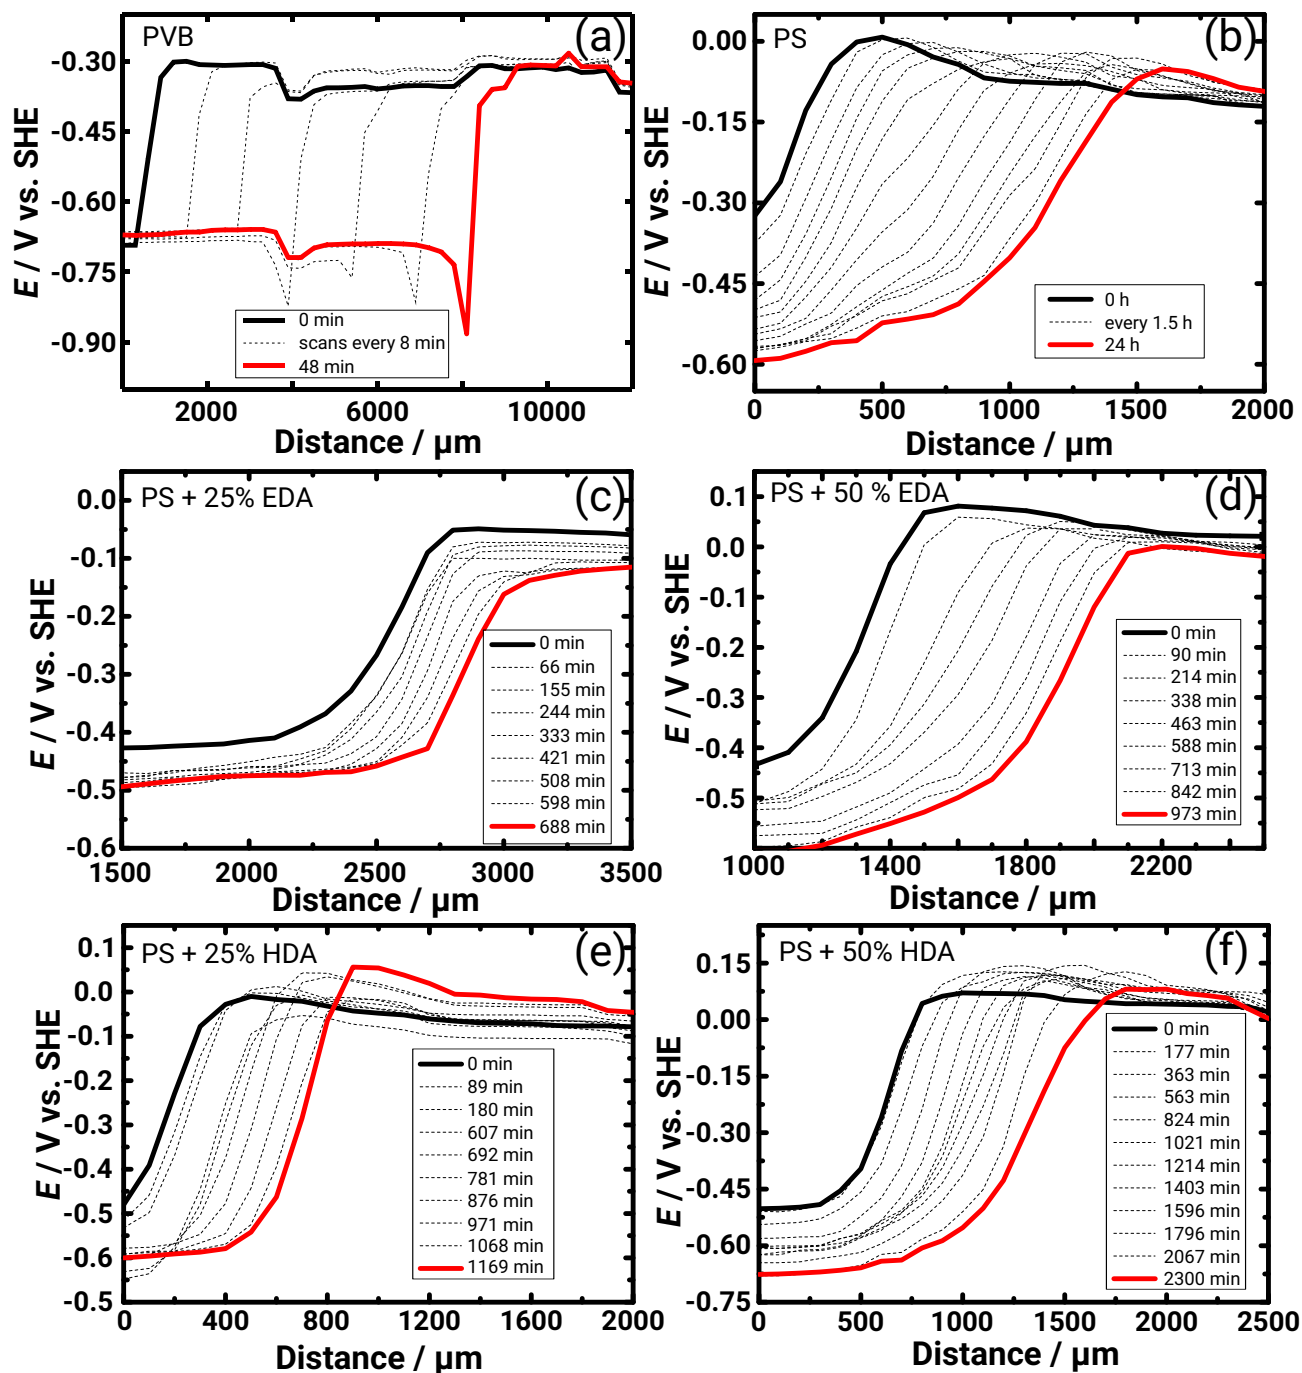 PVB
(a)
-0.30
-0.45
-0.60
-0.75
-0.90
E / V vs. SHE
0 min
scans every 8 min
48 min
2000
6000
10000
Distance / µm
PS
(b)
0.00
-0.15
-0.30
-0.45
-0.60
E / V vs. SHE
0 h
every 1.5 h
24 h
0
500
1000
1500
2000
Distance / µm
PS + 25% EDA
(c)
0.0
-0.1
-0.2
-0.3
-0.4
-0.5
-0.6
E / V vs. SHE
0 min
66 min
155 min
244 min
333 min
421 min
508 min
598 min
688 min
1500
2000
2500
3000
3500
Distance / µm
PS + 50 % EDA
(d)
0.1
0.0
-0.1
-0.2
-0.3
-0.4
-0.5
E / V vs. SHE
0 min
90 min
214 min
338 min
463 min
588 min
713 min
842 min
973 min
1000
1400
1800
2200
Distance / µm
PS + 25% HDA
(e)
0.1
0.0
-0.1
-0.2
-0.3
-0.4
-0.5
-0.6
-0.5
E / V vs. SHE
0 min
89 min
180 min
607 min
692 min
781 min
876 min
971 min
1068 min
1169 min
0
400
800
1200
1600
2000
Distance / µm
PS + 50% HDA
(f)
0.15
0.00
-0.15
-0.30
-0.45
-0.60
-0.75
E / V vs. SHE
0 min
177 min
363 min
563 min
824 min
1021 min
1214 min
1403 min
1596 min
1796 min
2067 min
2300 min
0
500
1000
1500
2000
2500
Distance / µm